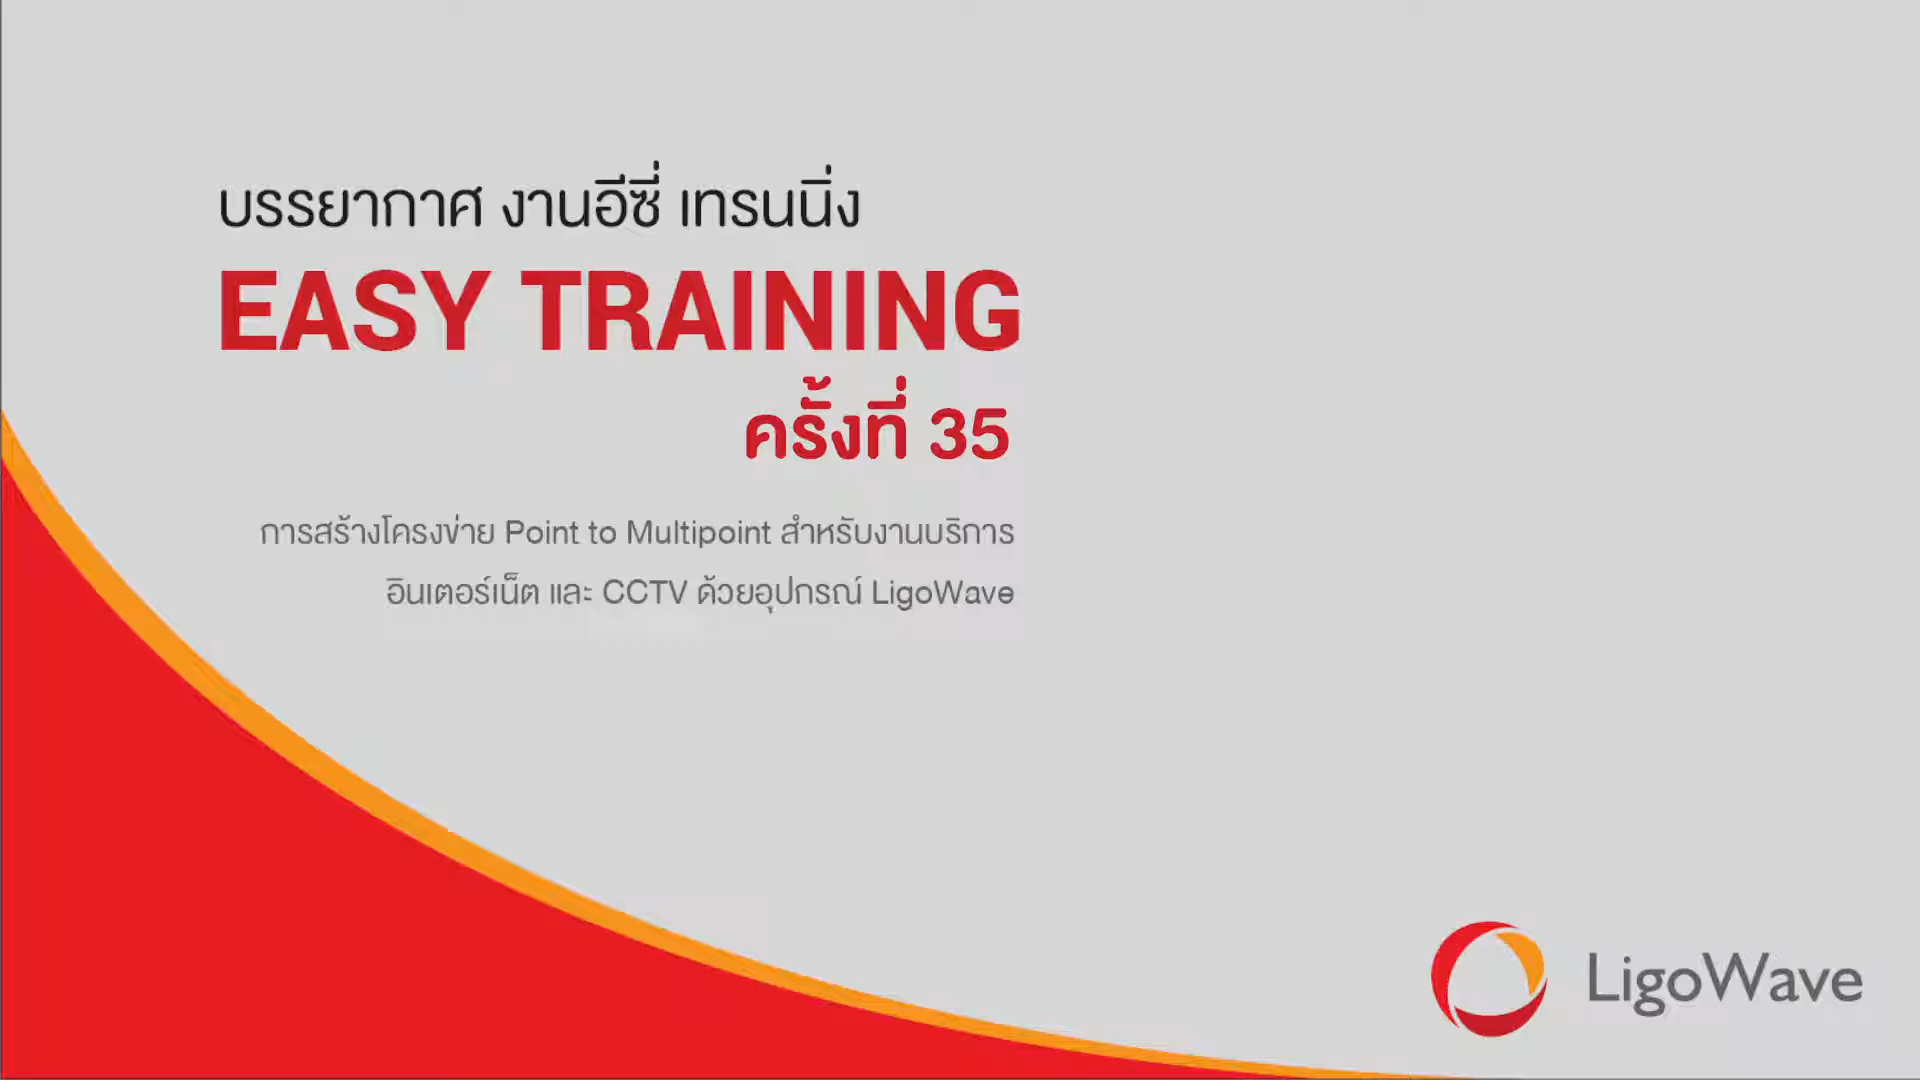 บรรยากาศ งานอีซี่ เทรนนิ่ง
EASY TRAINING
ครั้งที่ 35
การสร้างโครงข่าย Point to Multipoint สำหรับงานบริการ
อินเตอร์เน็ต และ CCTV ด้วยอุปกรณ์ LigoWave
LigoWave